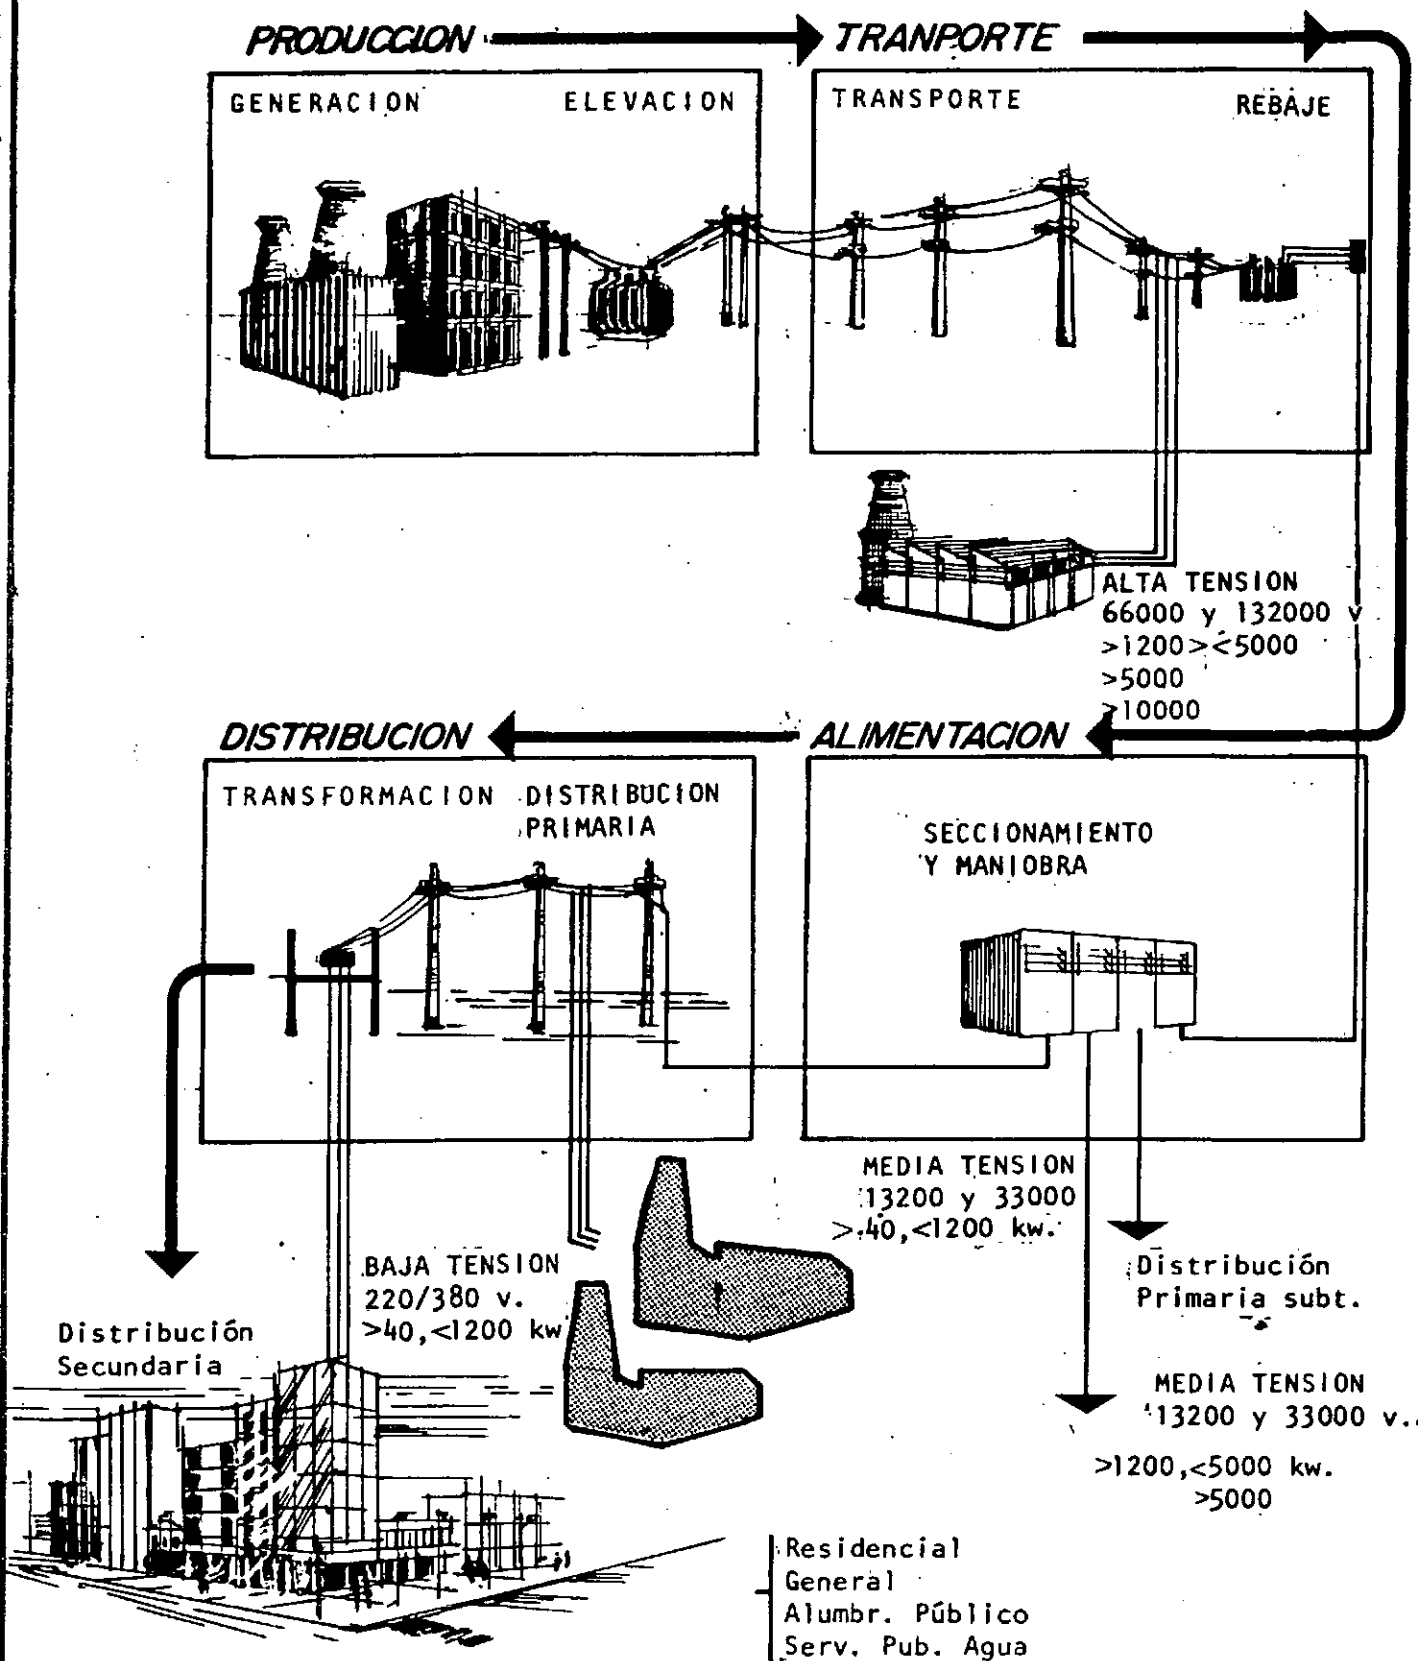 PRODUCCION
TRANPORTE
GENERACION
ELEVACION
TRANSPORTE
REBAJE
ALTA TENSION
66000 y 132000 v
>1200><5000
>5000
>10000
DISTRIBUCION
ALIMENTACION
TRANSFORMACION
DISTRIBUCION
PRIMARIA
SECCIONAMIENTO
Y MANIOBRA
MEDIA TENSION
13200 y 33000
>40,<1200 kw.
Distribución
Primaria subt.
BAJA TENSION
220/380 v.
>40,<1200 kw
Distribución
Secundaria
MEDIA TENSION
13200 y 33000 v.
>1200,<5000 kw.
>5000
Residencial
General
Alumbr. Público
Serv. Pub. Agua